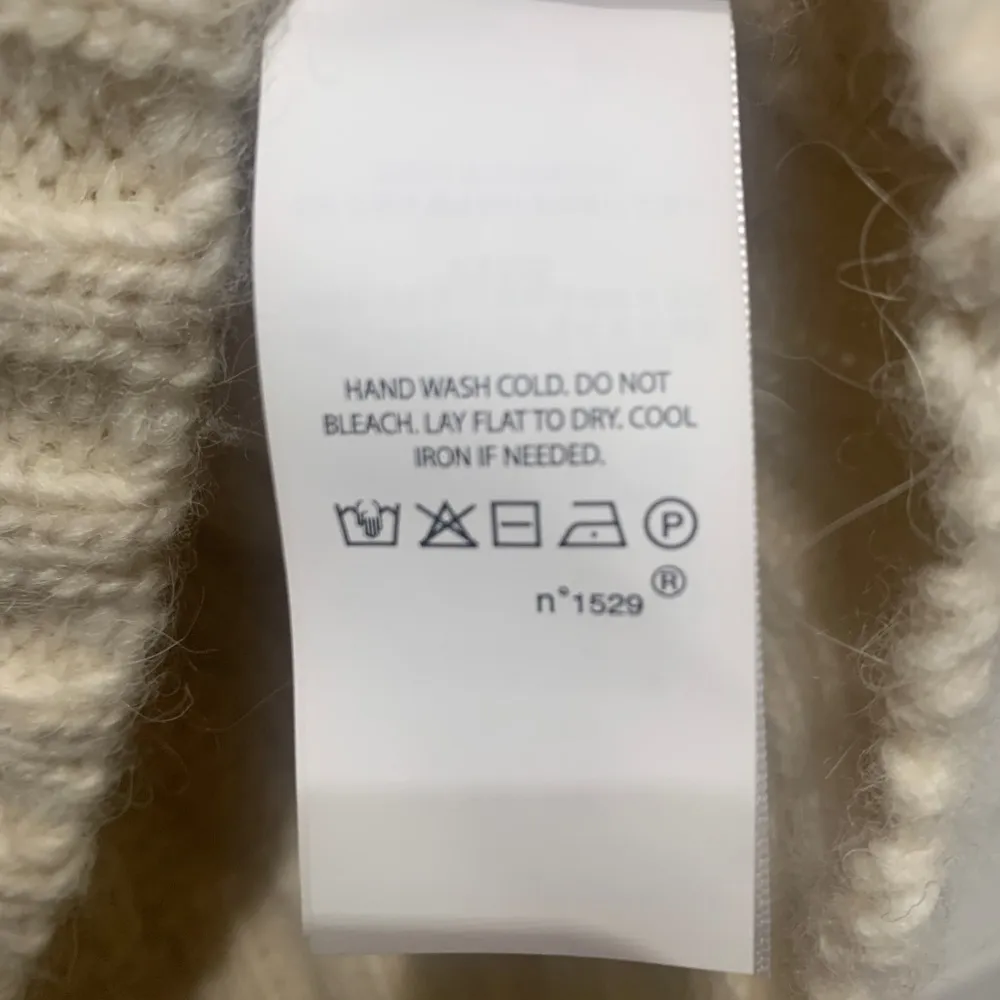 HAND WASH COLD. DO NOT
BLEACH. LAY FLAT TO DRY. COOL
IRON IF NEEDED.
P
n°1529 ®